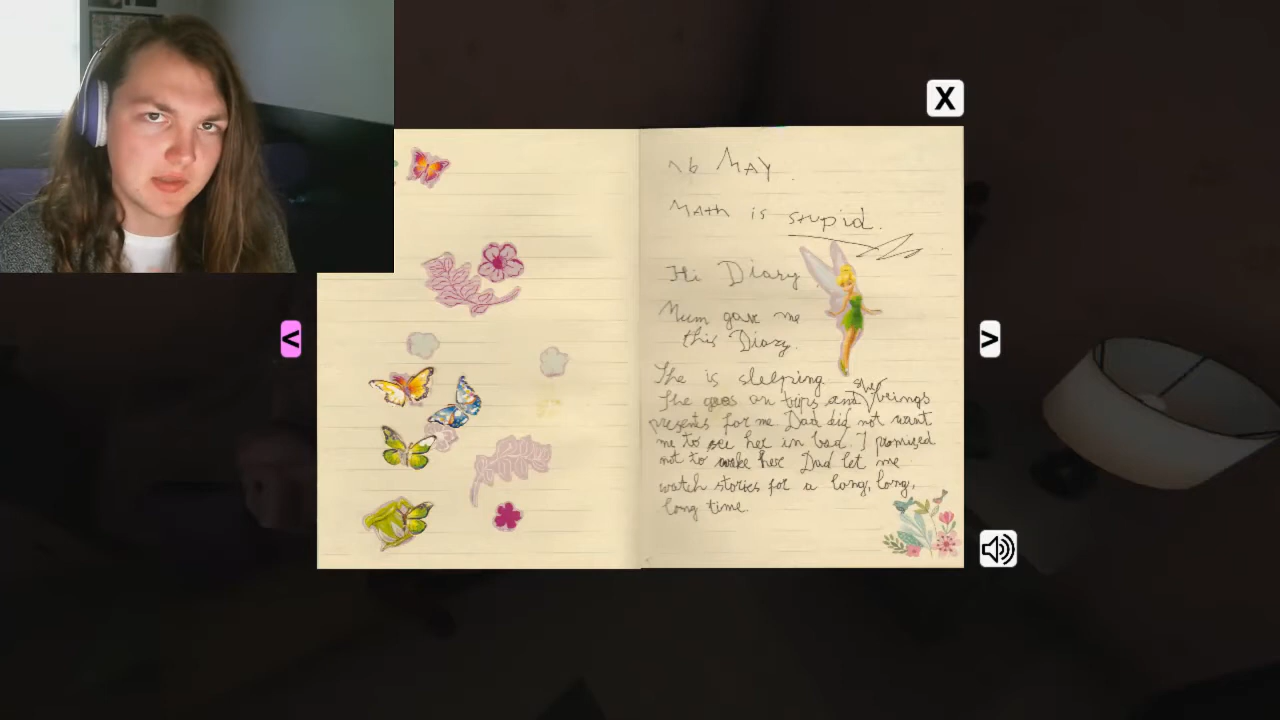 X
16 MAY.
MATH is stupid.
Hi Diary
Mum gave me
this Diary.
She is sleeping.
she
She goes on trips and brings
presents for me. Dad did not want
me to see her in bad. I promised
not to wake her. Dad let me
watch stories for a long, long,
long time.
<
>